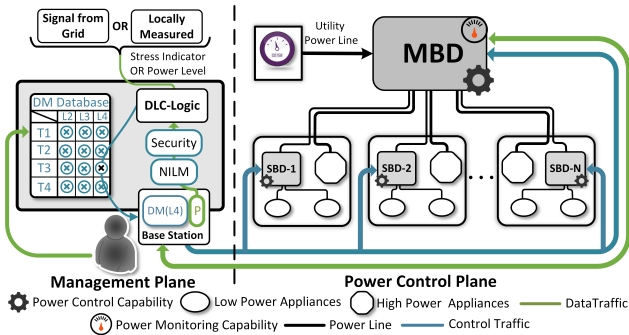 Signal from
Grid
OR
Locally
Measured
Stress Indicator
OR Power Level
Utility
Power Line
MBD
DM Database
L2 L3 L4
T1
T2
T3
T4
DLC-Logic
Security
NILM
DM(L4)
P
Base Station
SBD-1
SBD-2
...
SBD-N
Management Plane
Power Control Plane
Power Control Capability
Low Power Appliances
High Power Appliances
DataTraffic
Power Monitoring Capability
Power Line
Control Traffic